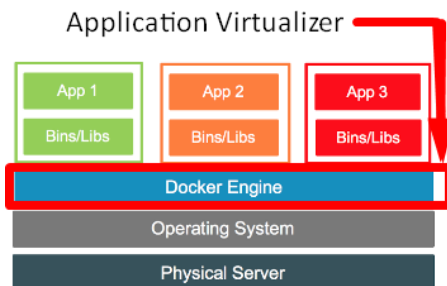 Application Virtualizer
App 1
App 2
App 3
Bins/Libs
Bins/Libs
Bins/Libs
Docker Engine
Operating System
Physical Server